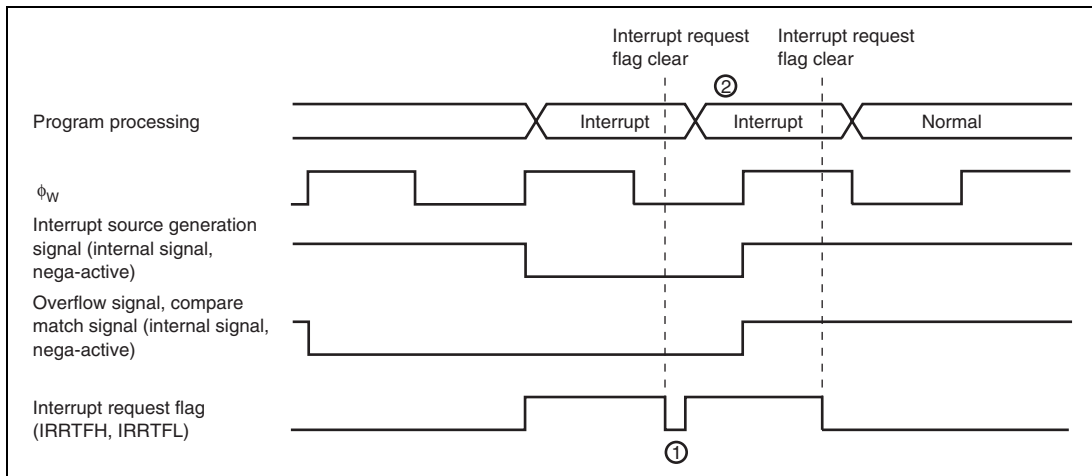 Interrupt request
flag clear
Interrupt request
flag clear
②
Program processing
Interrupt
Interrupt
Normal
ϕW
Interrupt source generation
signal (internal signal,
nega-active)
Overflow signal, compare
match signal (internal signal,
nega-active)
Interrupt request flag
(IRRTFH, IRRTFL)
①